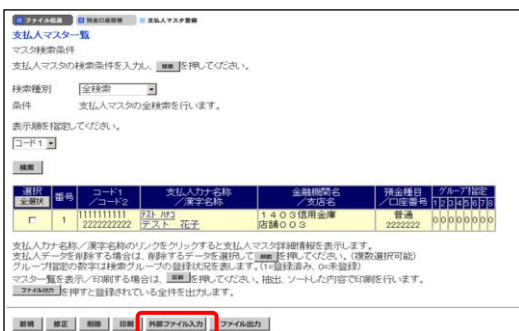 ファイル伝送 預金口座振替 支払人マスタ登録
支払人マスター覧
マスタ検索条件
支払人マスタの検索条件を入力し、 検索 を押してください。
検索種別 全検索
条件 支払人マスタの全検索を行います。
表示順を指定してください。
コード1
検索
選択 全選択 番号 コード1 /コード2 支払人カナ名称 /漢字名称 金融機関名 /支店名 預金種目 /口座番号 グループ指定 1 2 3 4 5 6 7 8
1 1111111111 テスト ハナコ 1403信用金庫 普通 0 0 0 0 0 0 0 0
2222222222 テスト 花子 店舗003 2222222
支払人カナ名称/漢字名称のリンクをクリックすると支払人マスタ詳細情報を表示します。
支払人データを削除する場合は、削除するデータを選択して 削除 を押してください。(複数選択可能)
グループ指定の数字は検索グループの登録状況を表します。(1=登録済み、0=未登録)
マスタ一覧を表示/印刷する場合は、 印刷 を押してください。抽出、ソートした内容で印刷を行います。
ファイル出力 を押すと登録されている全件を出力します。
新規 修正 削除 印刷 外部ファイル入力 ファイル出力